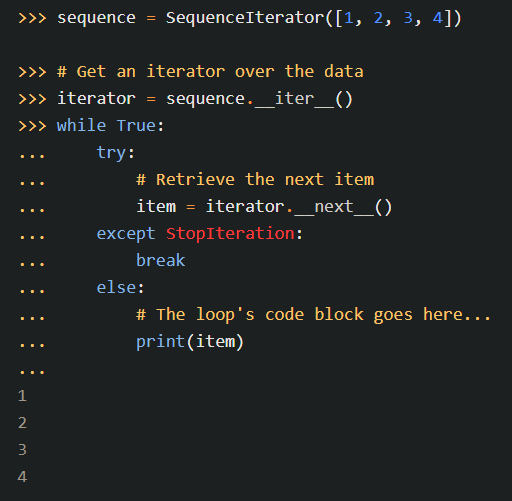 >>> sequence = SequenceIterator([1, 2, 3, 4])
>>> # Get an iterator over the data
>>> iterator = sequence.__iter__()
>>> while True:
...     try:
...         # Retrieve the next item
...         item = iterator.__next__()
...     except StopIteration:
...         break
...     else:
...         # The loop's code block goes here...
...         print(item)
...
1
2
3
4